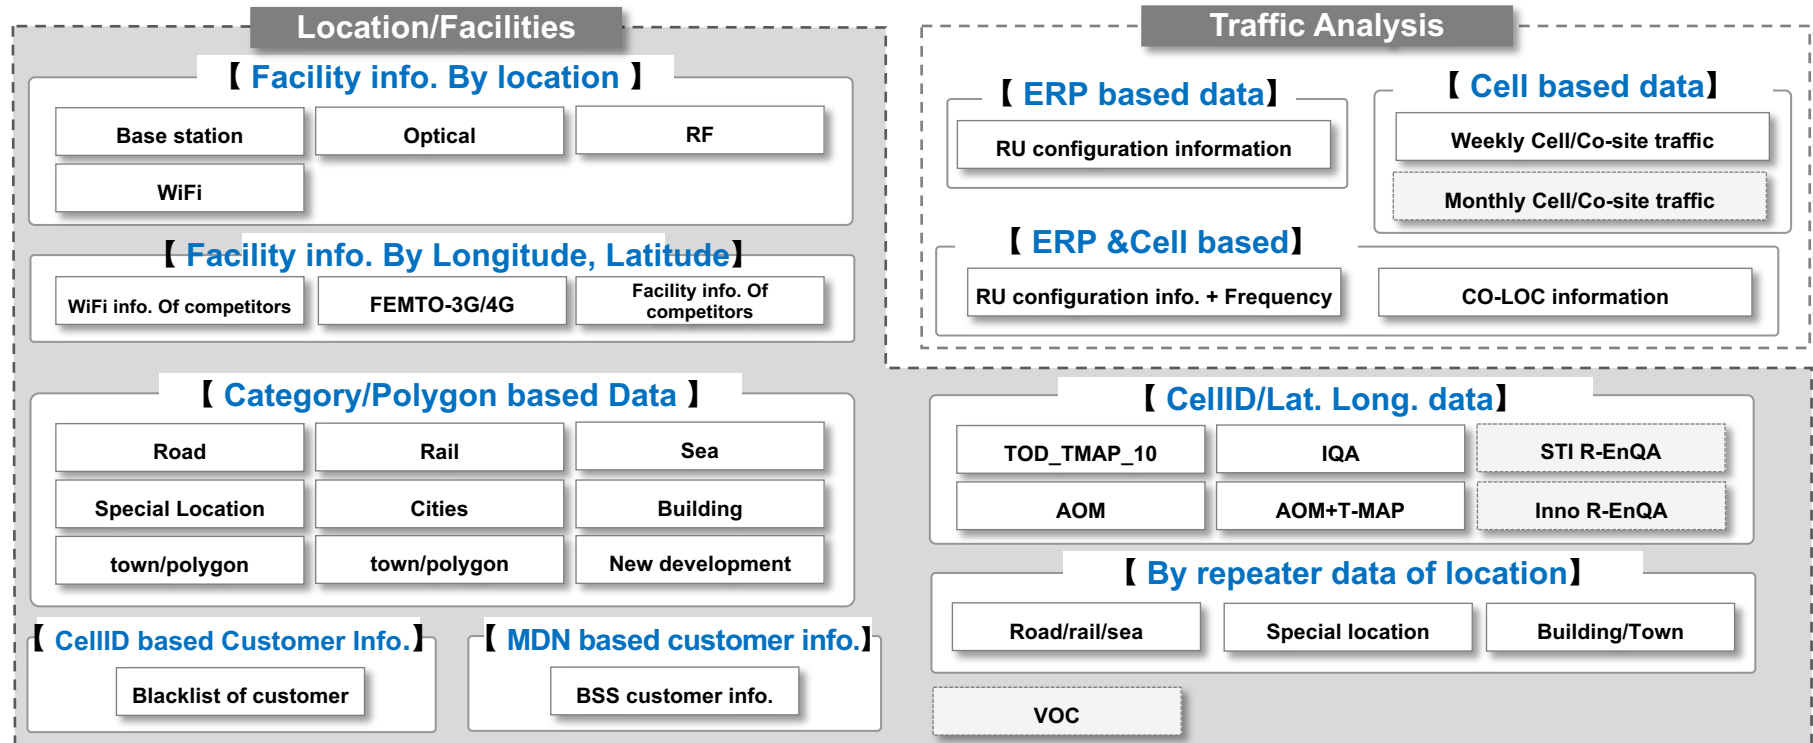 Location/Facilities
【 Facility info. By location 】
Base station
Optical
RF
WiFi
【 Facility info. By Longitude, Latitude】
WiFi info. Of competitors
FEMTO-3G/4G
Facility info. Of
competitors
【 Category/Polygon based Data 】
Road
Rail
Sea
Special Location
Cities
Building
town/polygon
town/polygon
New development
【 CellID based Customer Info.】
Blacklist of customer
【 MDN based customer info.】
BSS customer info.
Traffic Analysis
【 ERP based data】
RU configuration information
【 Cell based data】
Weekly Cell/Co-site traffic
Monthly Cell/Co-site traffic
【 ERP &Cell based】
RU configuration info. + Frequency
CO-LOC information
【 CellID/Lat. Long. data】
TOD_TMAP_10
IQA
STI R-EnQA
AOM
AOM+T-MAP
Inno R-EnQA
【 By repeater data of location】
Road/rail/sea
Special location
Building/Town
VOC